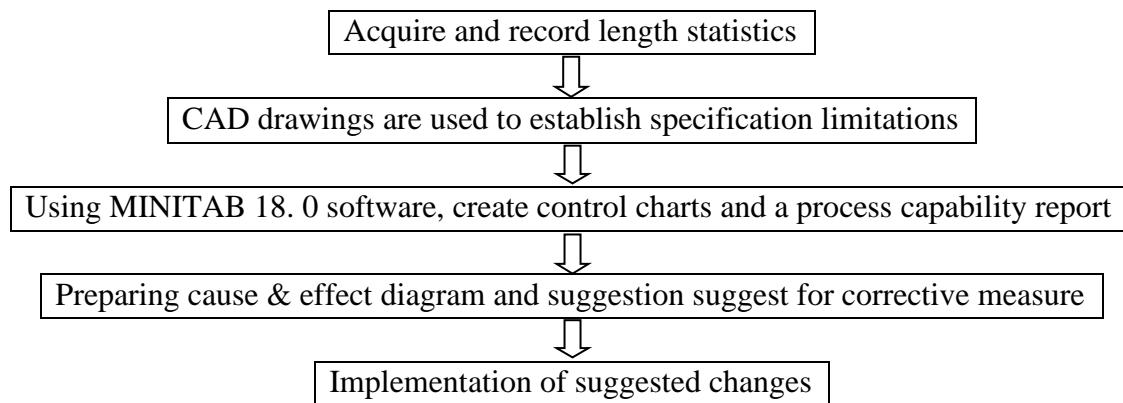 Acquire and record length statistics
CAD drawings are used to establish specification limitations
Using MINITAB 18. 0 software, create control charts and a process capability report
Preparing cause & effect diagram and suggestion suggest for corrective measure
Implementation of suggested changes